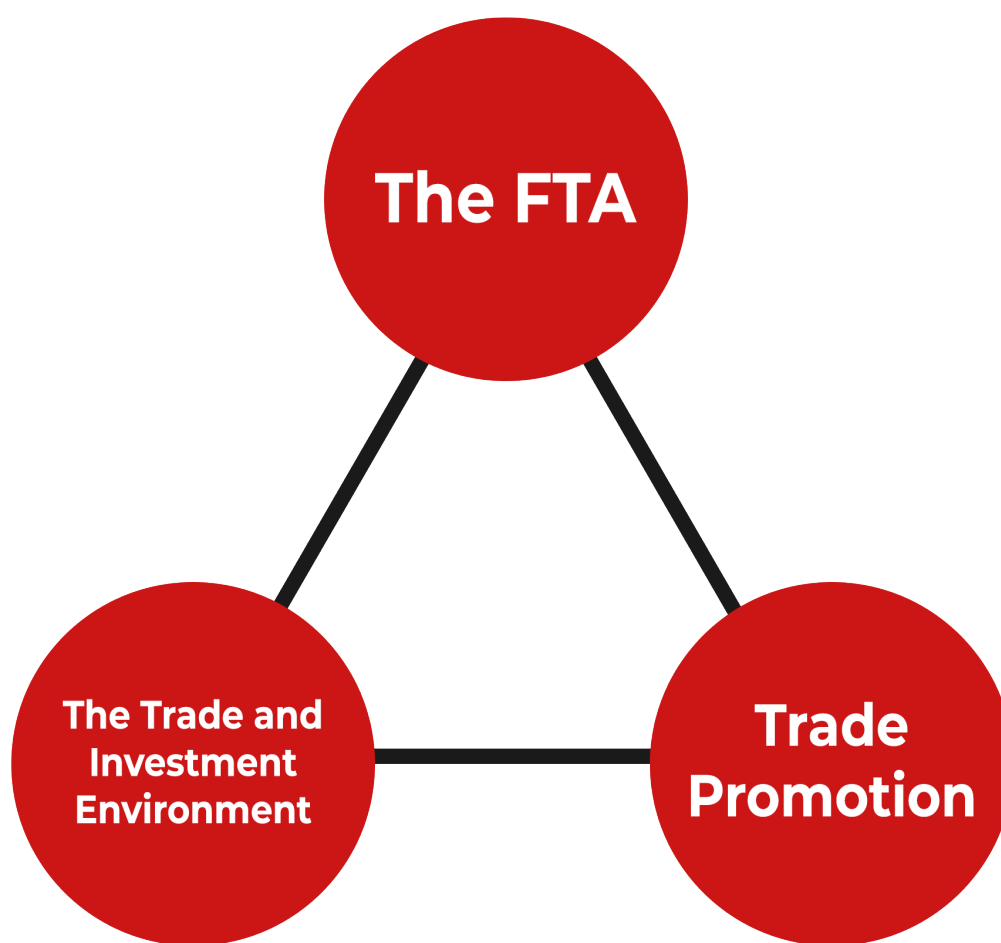 The FTA
The Trade and
Investment
Environment
Trade
Promotion